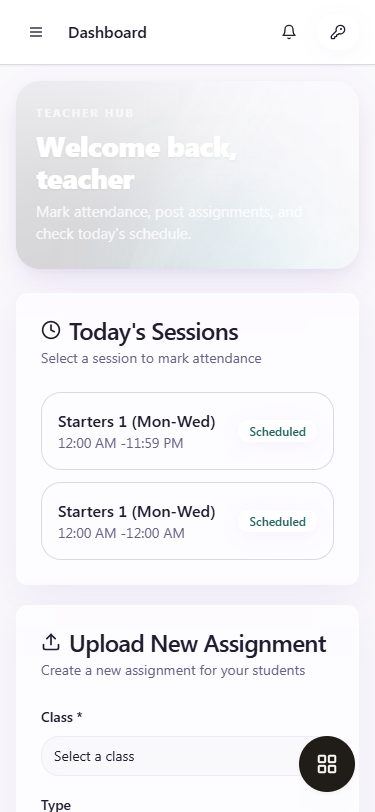 Dashboard
TEACHER HUB
Welcome back,
teacher
Mark attendance, post assignments, and
check today's schedule.
Today's Sessions
Select a session to mark attendance
Starters 1 (Mon-Wed)
12:00 AM -11:59 PM
Scheduled
Starters 1 (Mon-Wed)
12:00 AM -12:00 AM
Scheduled
Upload New Assignment
Create a new assignment for your students
Class *
Select a class
Type